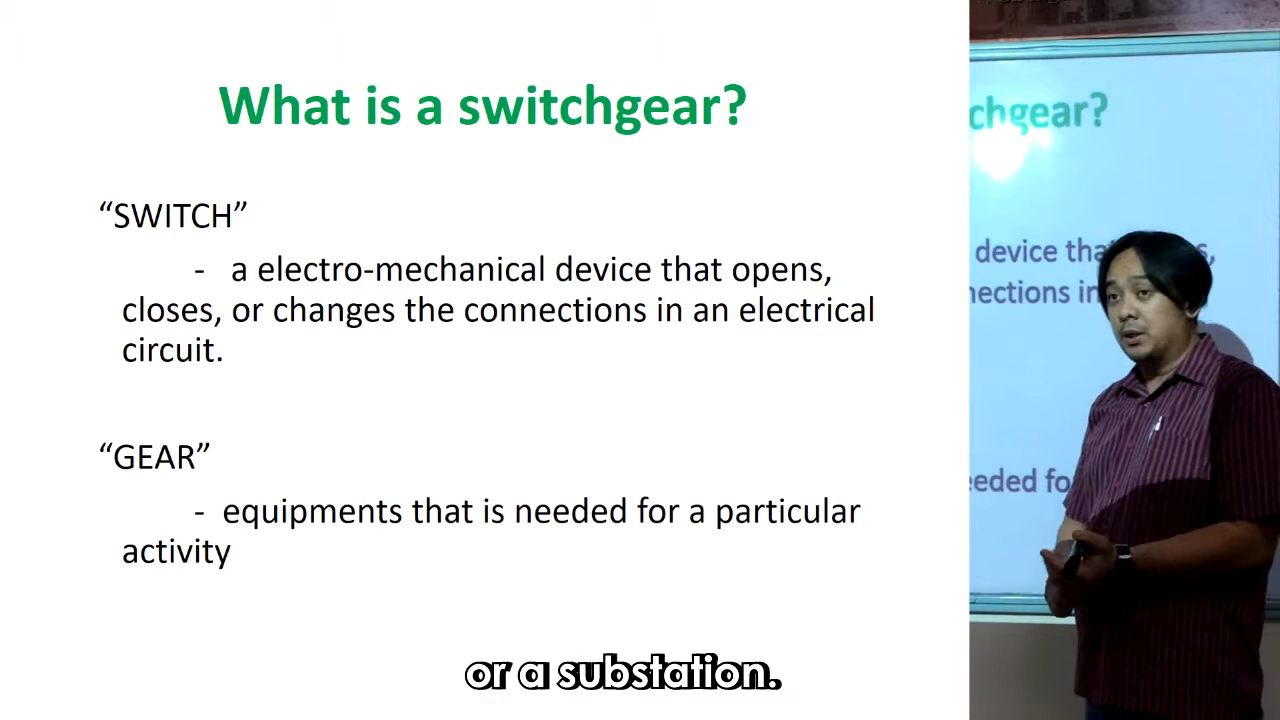 What is a switchgear?
chgear?
“SWITCH”
- a electro-mechanical device that opens,
closes, or changes the connections in an electrical
circuit.
device tha s,
nections in
“GEAR”
- equipments that is needed for a particular
activity
eeded fo
or a substation.